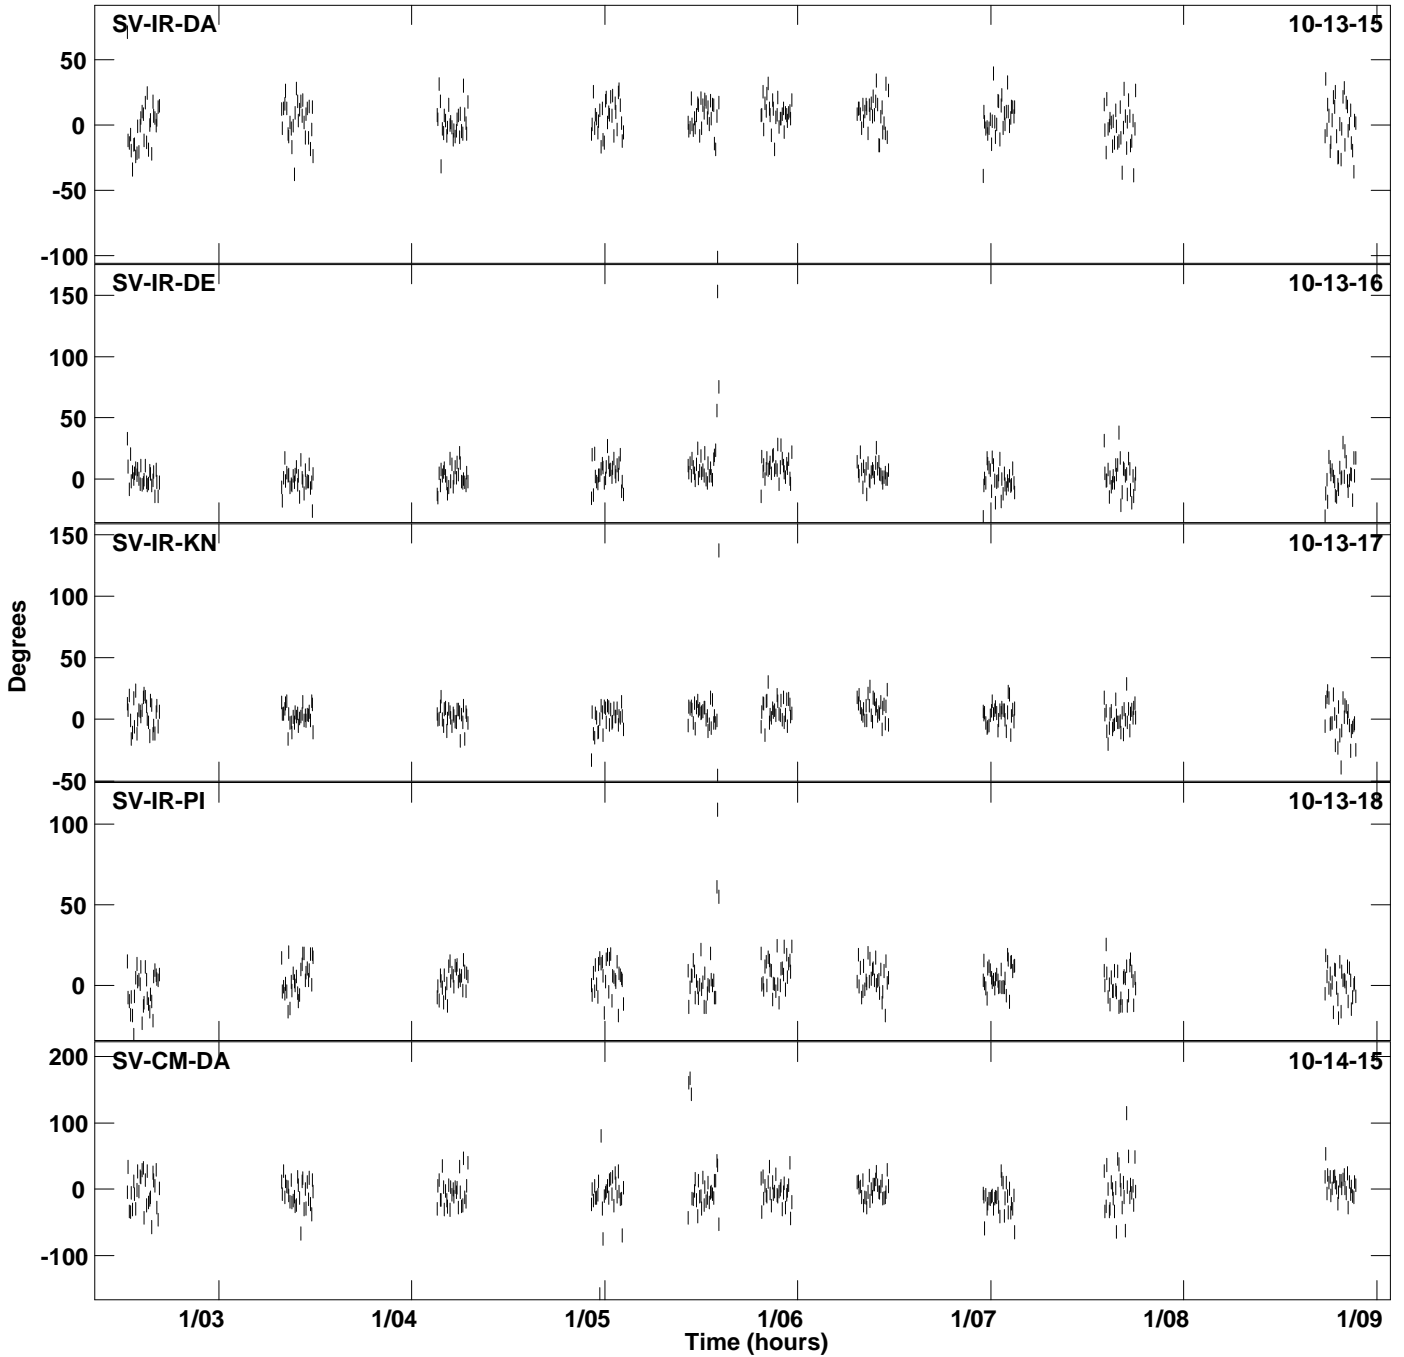 SV-IR-DA 10-13-15
50
0
-50
-100
SV-IR-DE 10-13-16
150
100
50
0
SV-IR-KN 10-13-17
150
100
50
0
-50
SV-IR-PI 10-13-18
100
50
0
SV-CM-DA 10-14-15
200
100
0
-100
Degrees
1/03 1/04 1/05 1/06 1/07 1/08 1/09
Time (hours)